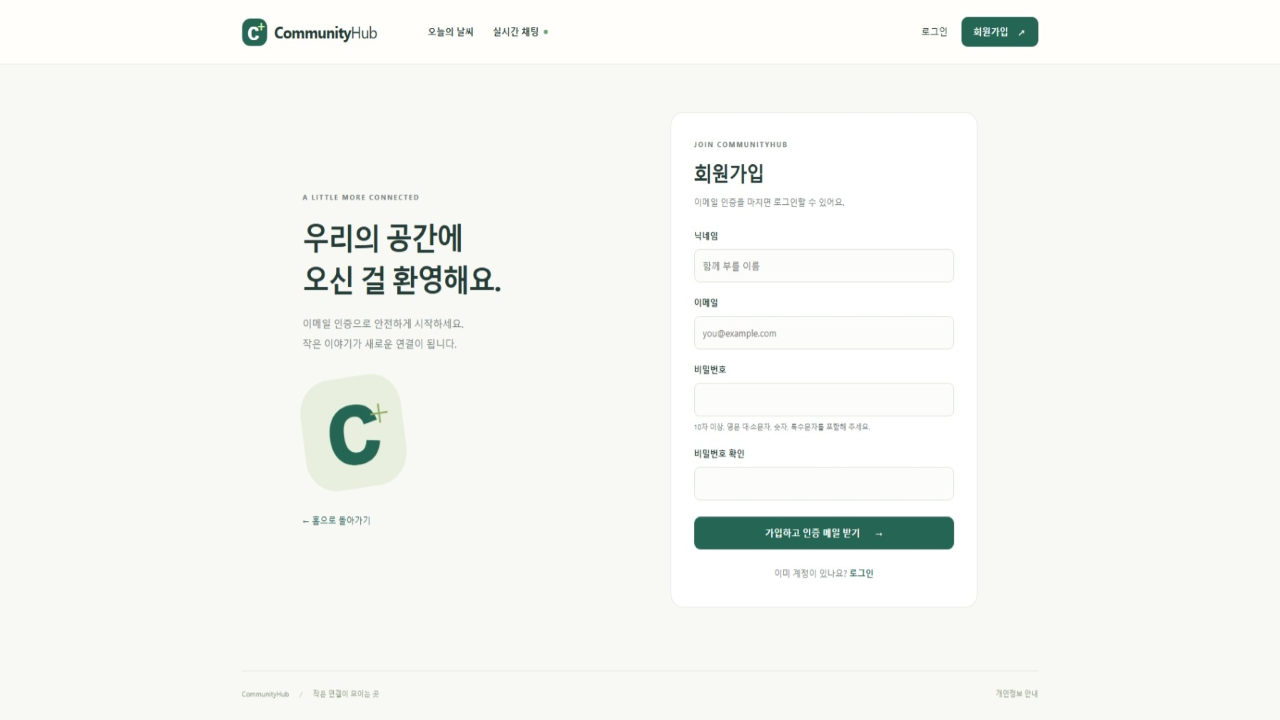 C+ CommunityHub
오늘의 날씨
실시간 채팅
로그인
회원가입 ↗
A LITTLE MORE CONNECTED
우리의 공간에
오신 걸 환영해요.
이메일 인증으로 안전하게 시작하세요.
작은 이야기가 새로운 연결이 됩니다.
C+
← 홈으로 돌아가기
JOIN COMMUNITYHUB
회원가입
이메일 인증을 마치면 로그인할 수 있어요.
닉네임
함께 부를 이름
이메일
you@example.com
비밀번호
10자 이상, 영문 대·소문자, 숫자, 특수문자를 포함해 주세요.
비밀번호 확인
가입하고 인증 메일 받기 →
이미 계정이 있나요? 로그인
CommunityHub / 작은 연결이 모이는 곳
개인정보 안내